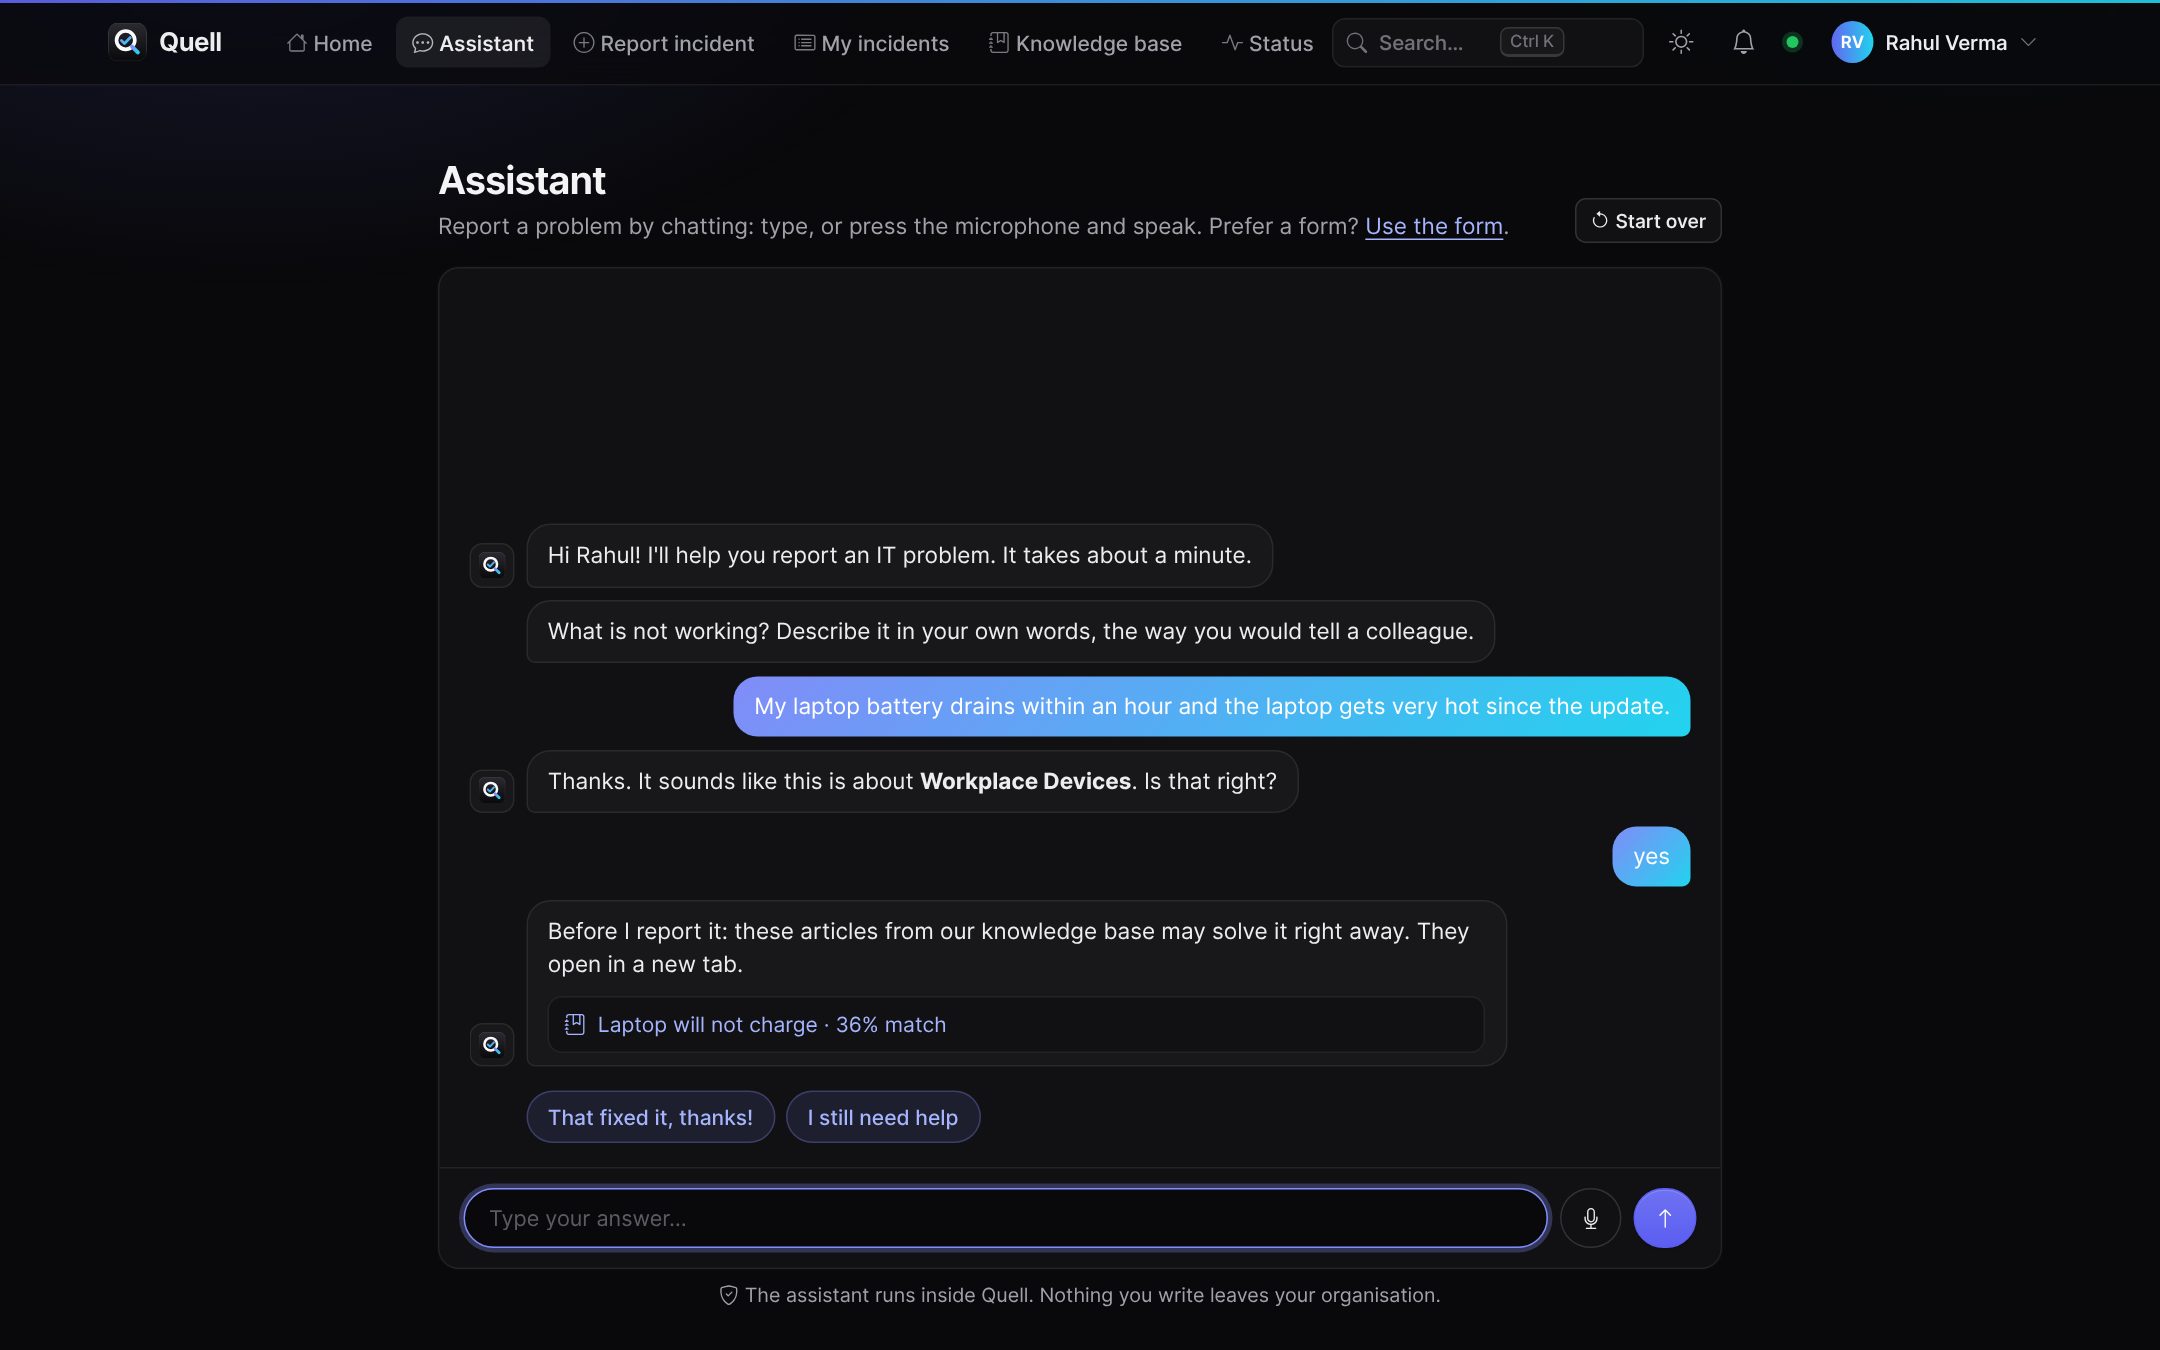 Quell
Home
Assistant
Report incident
My incidents
Knowledge base
Status
Search...
Ctrl K
RV
Rahul Verma
Assistant
Report a problem by chatting: type, or press the microphone and speak. Prefer a form? Use the form.
Start over
Hi Rahul! I'll help you report an IT problem. It takes about a minute.
What is not working? Describe it in your own words, the way you would tell a colleague.
My laptop battery drains within an hour and the laptop gets very hot since the update.
Thanks. It sounds like this is about Workplace Devices. Is that right?
yes
Before I report it: these articles from our knowledge base may solve it right away. They
open in a new tab.
Laptop will not charge · 36% match
That fixed it, thanks!
I still need help
Type your answer...
The assistant runs inside Quell. Nothing you write leaves your organisation.